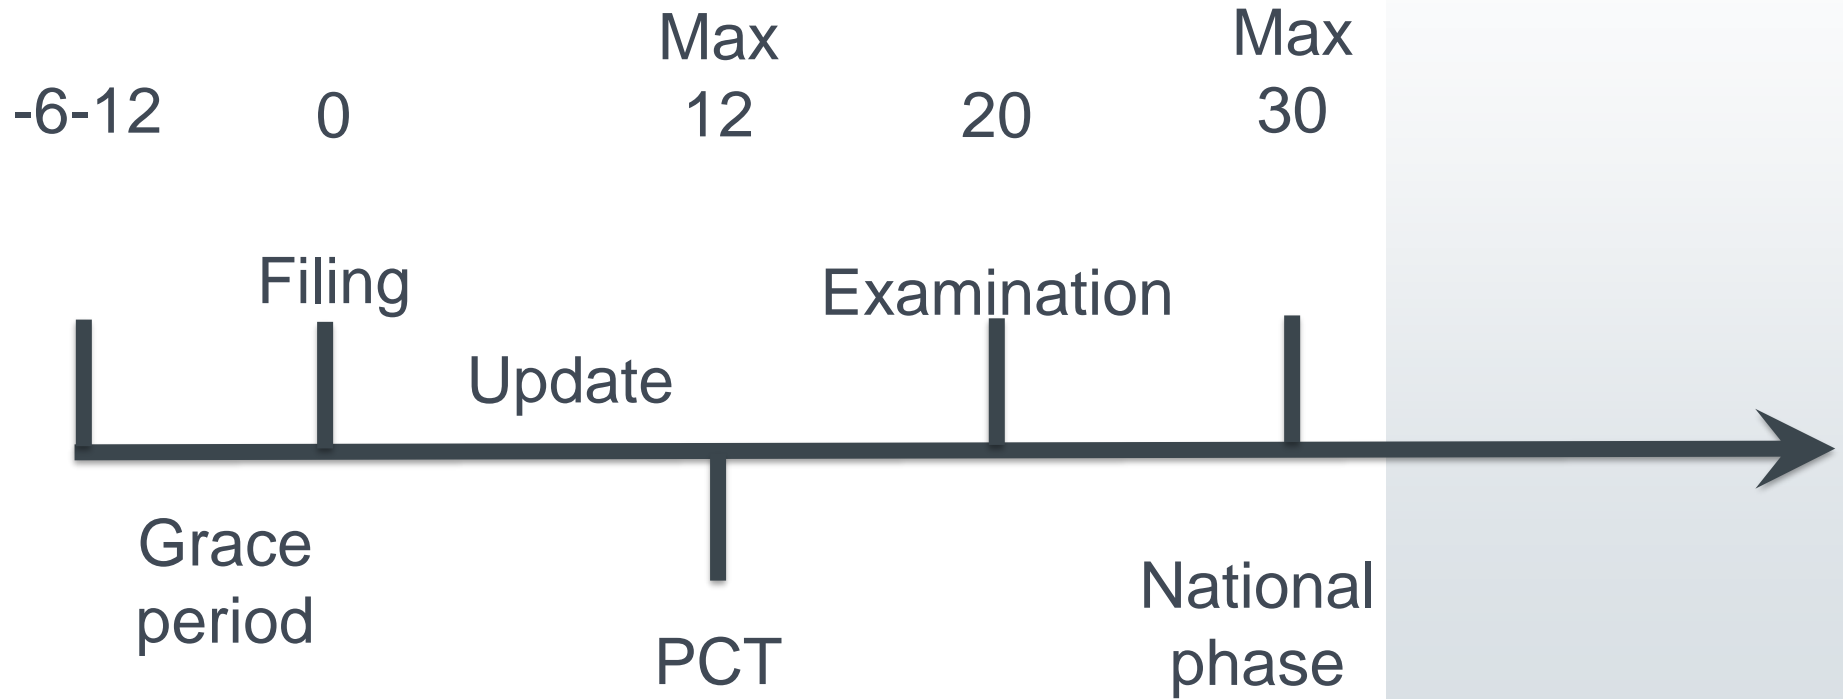 Max
Max
-6-12
0
12
20
30
Filing
Examination
Update
Grace
period
PCT
National
phase